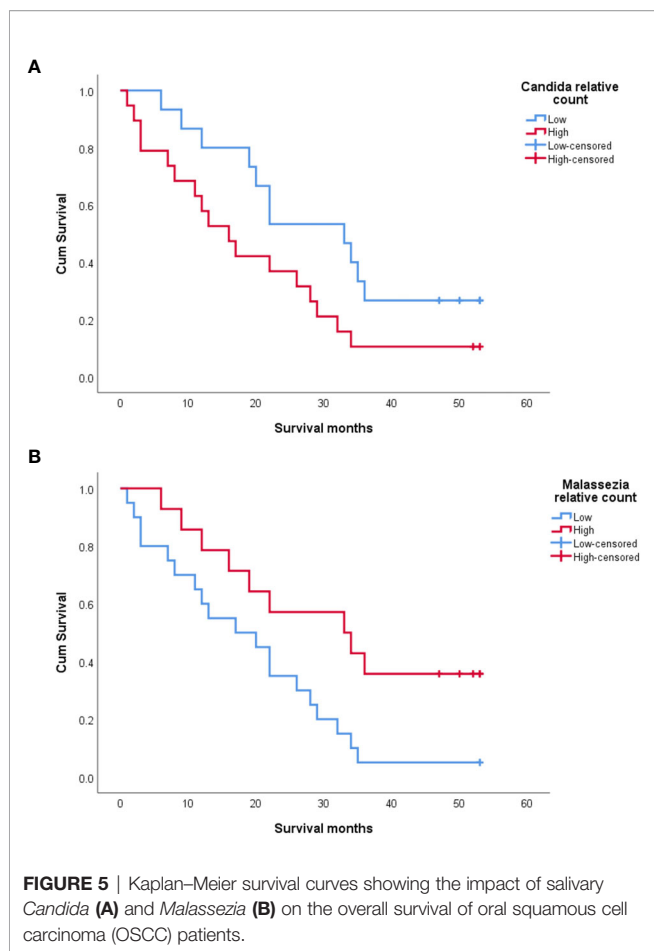 A
Candida relative
count
Low
High
Low-censored
High-censored
1.0
0.8
0.6
0.4
0.2
0.0
Cum Survival
0 10 20 30 40 50 60
Survival months
B
Malassezia
relative count
Low
High
Low-censored
High-censored
1.0
0.8
0.6
0.4
0.2
0.0
Cum Survival
0 10 20 30 40 50 60
Survival months
FIGURE 5 | Kaplan–Meier survival curves showing the impact of salivary
Candida (A) and Malassezia (B) on the overall survival of oral squamous cell
carcinoma (OSCC) patients.